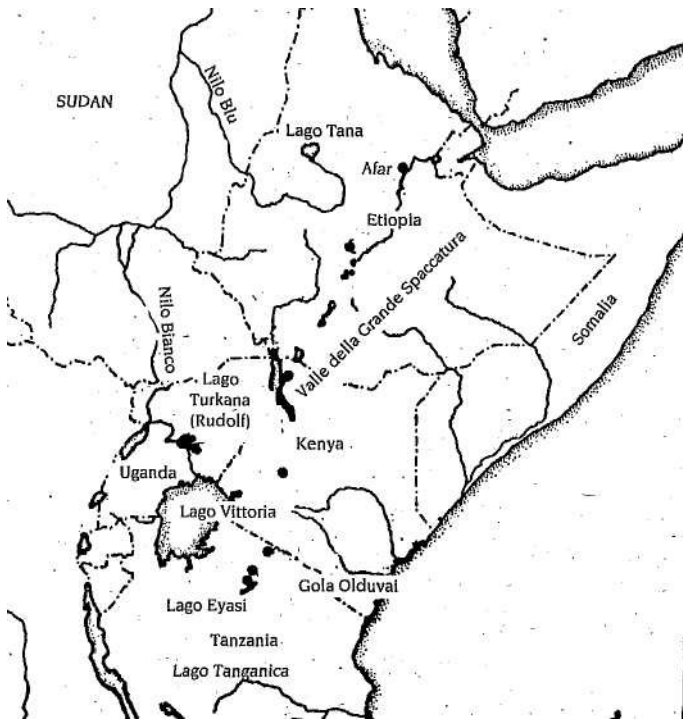 SUDAN
Nilo Blu
Lago Tana
Afar
Etiopia
Valle della Grande Spaccatura
Somalia
Nilo Bianco
Lago
Turkana
(Rudolf)
Kenya
Uganda
Lago Vittoria
Gola Olduvai
Lago Eyasi
Tanzania
Lago Tanganica